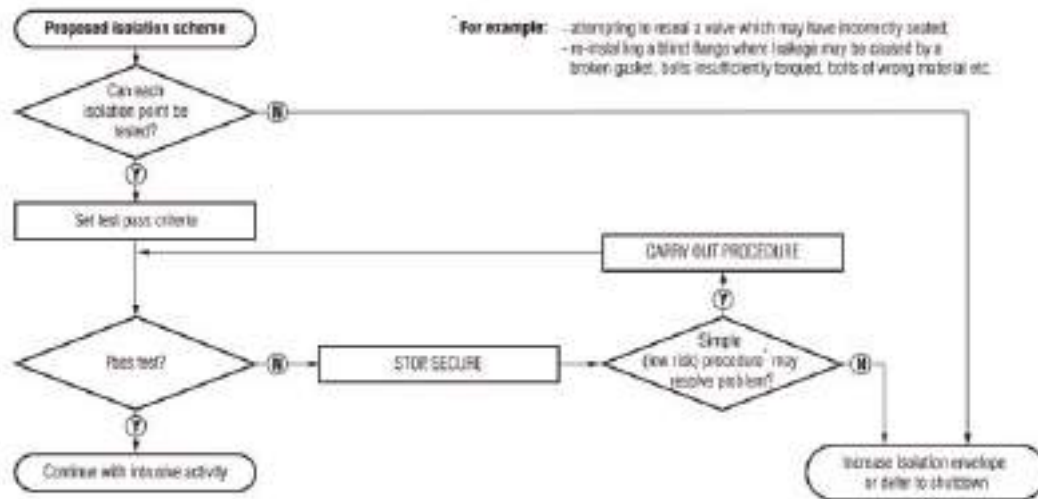 Proposed isolation scheme
* For example: - attempting to reseal a valve which may have incorrectly seated;
- re-installing a blind flange where leakage may be caused by a
broken gasket, bolts insufficiently torqued, bolts of wrong material etc.
Can each
isolation point be
tested?
N
Y
Set test pass criteria
CARRY OUT PROCEDURE
Y
Pass test?
N
STOP, SECURE
Simple
(low risk) procedure* may
resolve problem?
N
Y
Continue with intrusive activity
Increase isolation envelope
or defer to shutdown